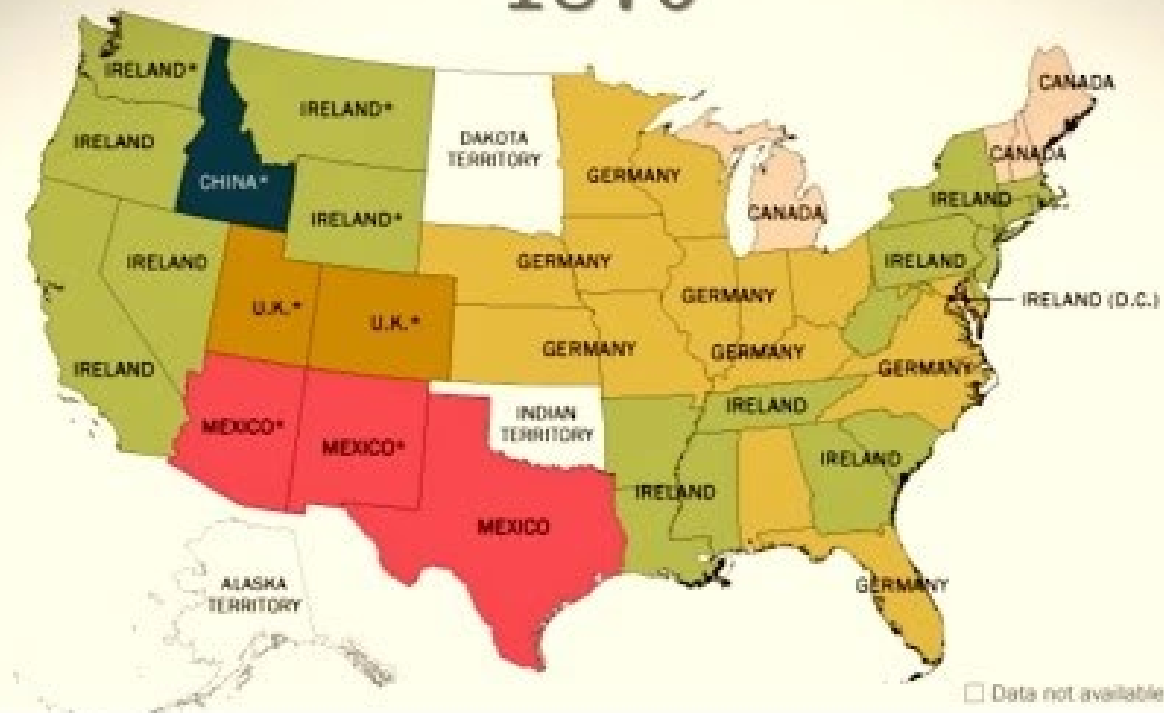 IRELAND*
IRELAND*
IRELAND
CHINA*
IRELAND*
DAKOTA
TERRITORY
GERMANY
CANADA
CANADA
CANADA
IRELAND
IRELAND
U.K.*
U.K.*
GERMANY
GERMANY
IRELAND
IRELAND (D.C.)
IRELAND
GERMANY
GERMANY
GERMANY
MEXICO*
MEXICO*
INDIAN
TERRITORY
IRELAND
IRELAND
IRELAND
MEXICO
GERMANY
ALASKA
TERRITORY
Data not available